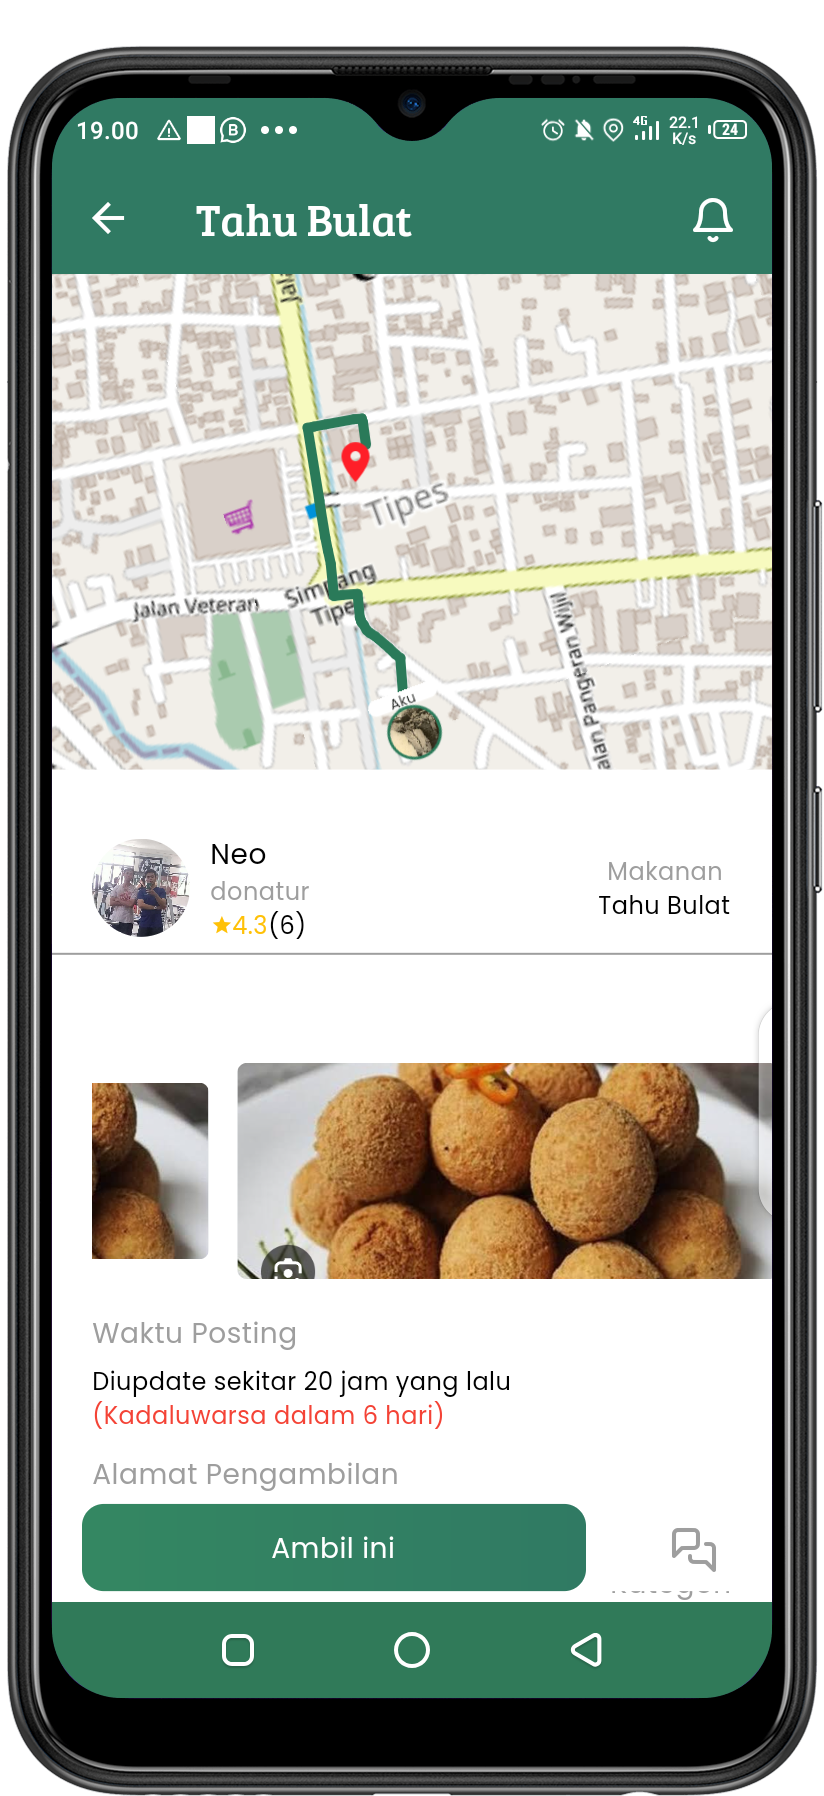 19.00
4G
22.1
K/s
24
Tahu Bulat
Tipes
Simpang
Tipes
Jalan Veteran
Jalan Pangeran Wijil
Aku
Neo
donatur
4.3(6)
Makanan
Tahu Bulat
Waktu Posting
Diupdate sekitar 20 jam yang lalu
(Kadaluwarsa dalam 6 hari)
Alamat Pengambilan
Ambil ini